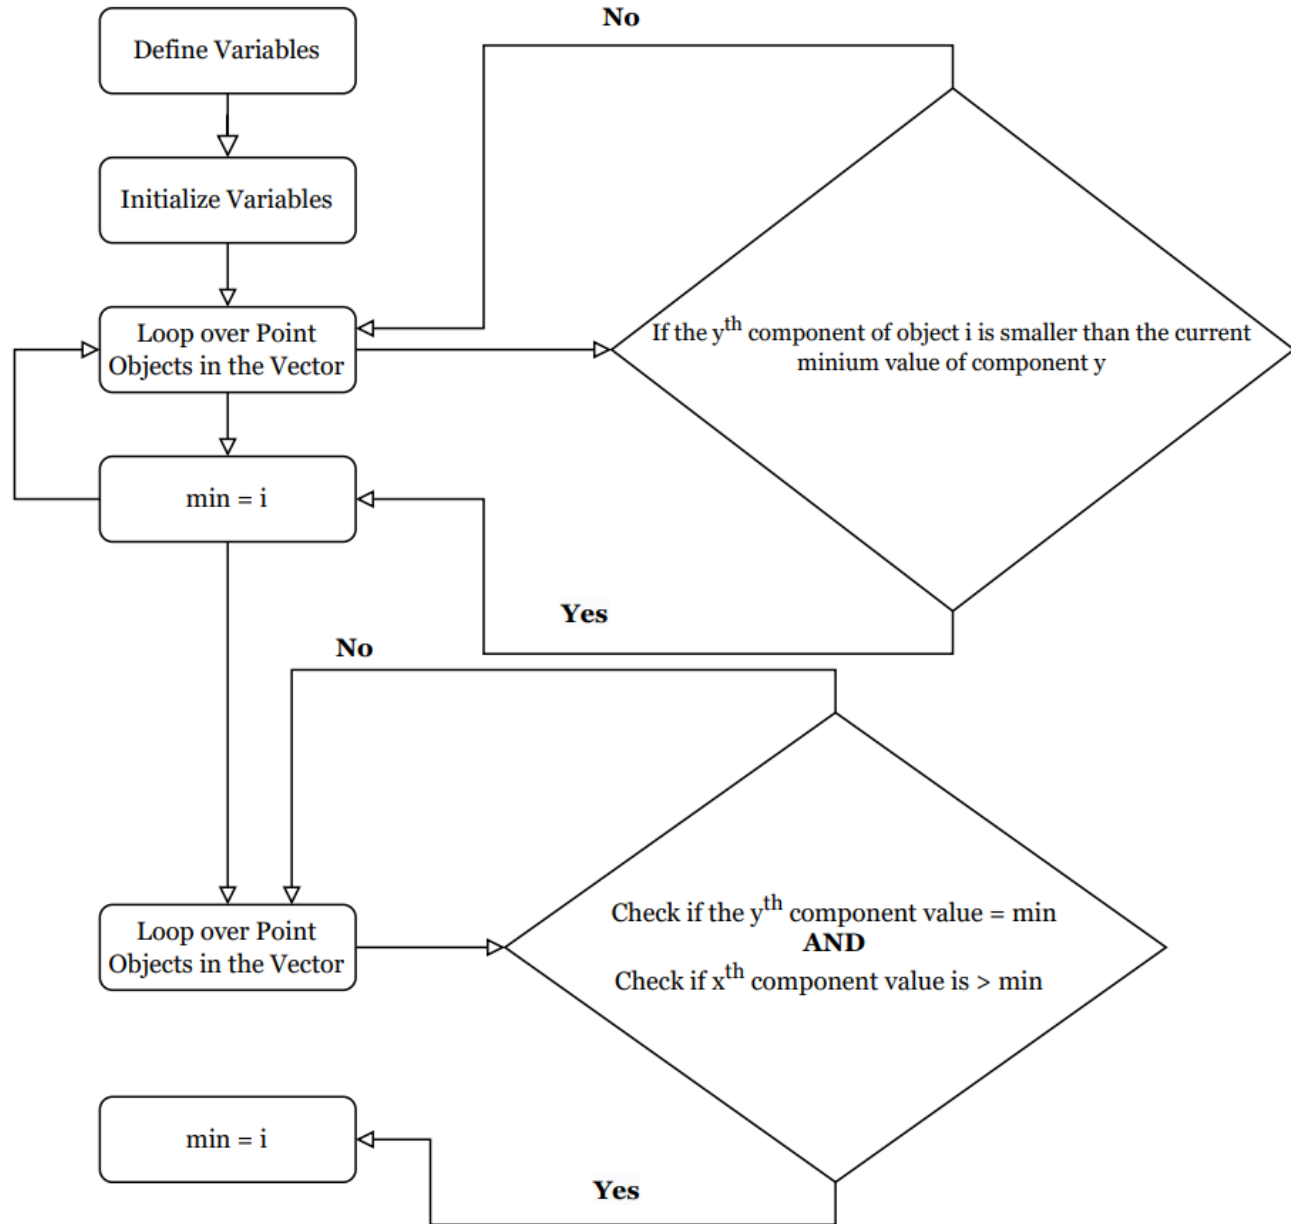 No
Define Variables
Initialize Variables
Loop over Point
Objects in the Vector
If the yth component of object i is smaller than the current
minium value of component y
min = i
Yes
No
Loop over Point
Objects in the Vector
Check if the yth component value = min
AND
Check if xth component value is > min
min = i
Yes